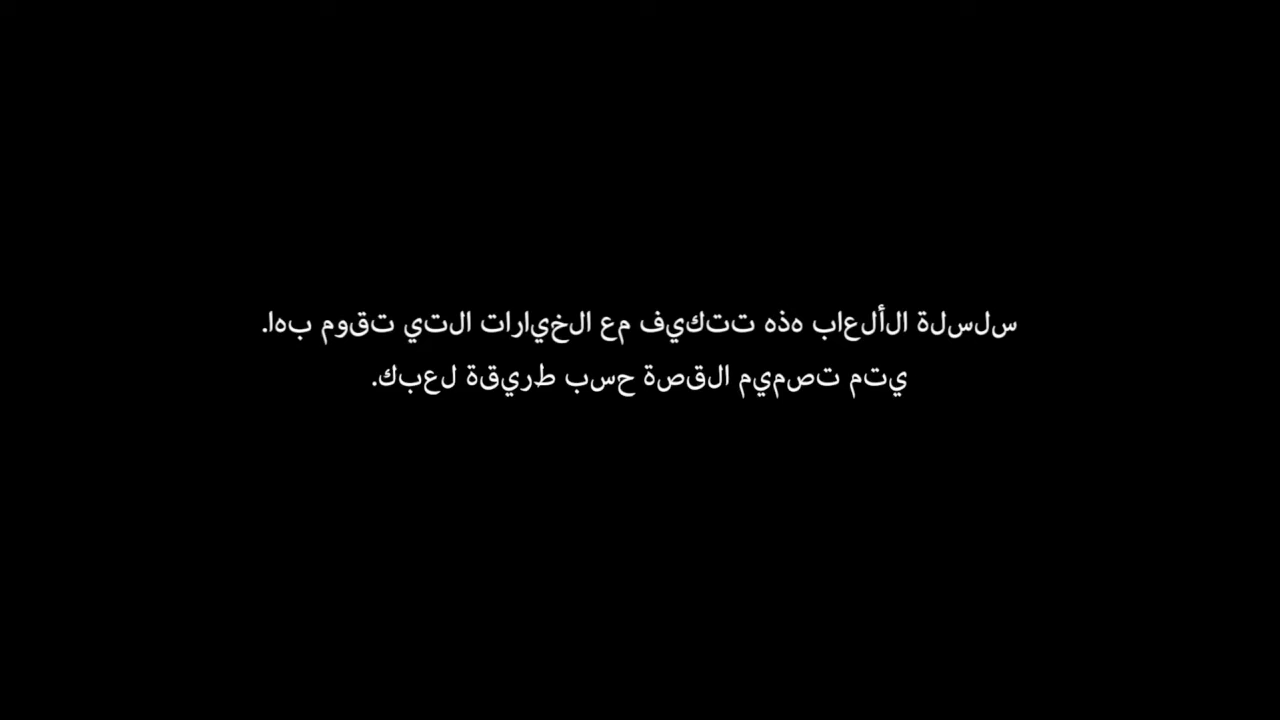 سلسلة الألعاب هذه تتكيف مع الخيارات التي تقوم بها.
يتم تصميم القصة حسب طريقة لعبك.